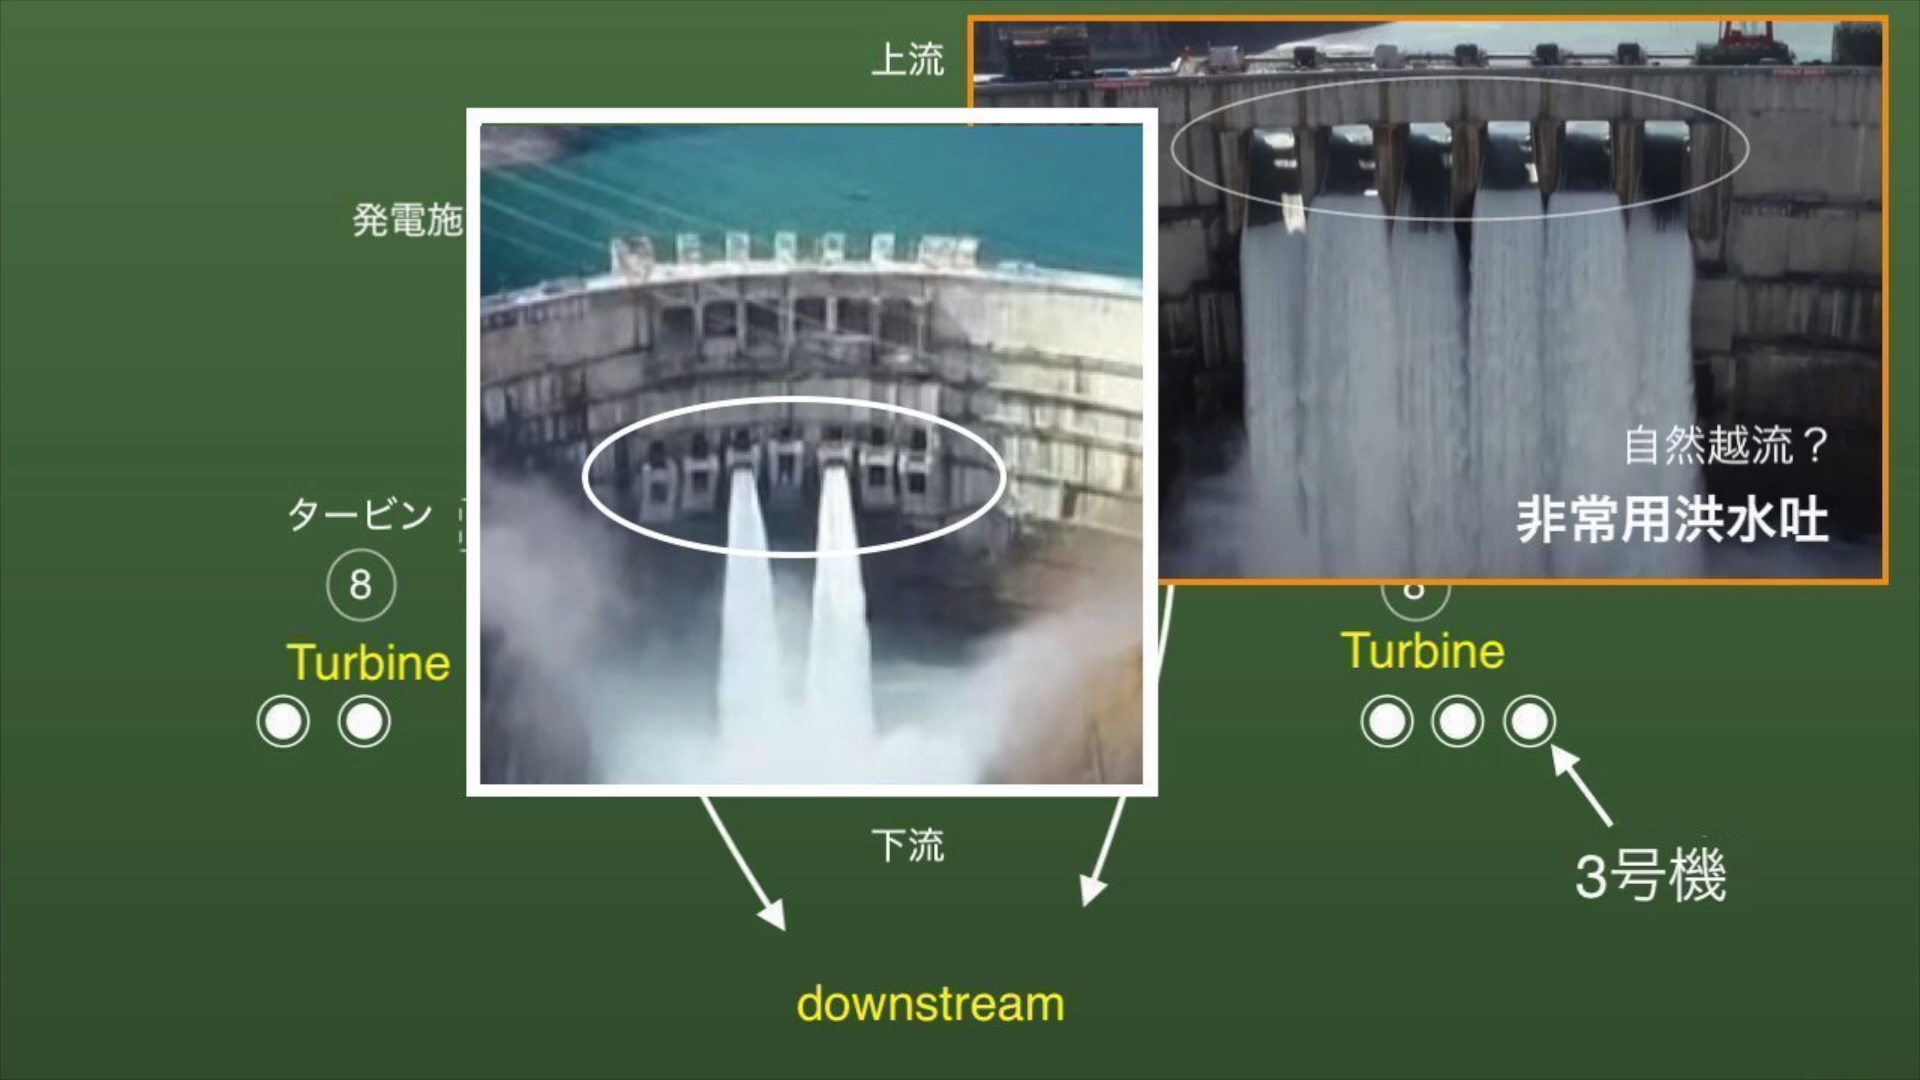 上流
発電施
自然越流？
非常用洪水吐
タービン
8
8
Turbine
Turbine
下流
3号機
downstream